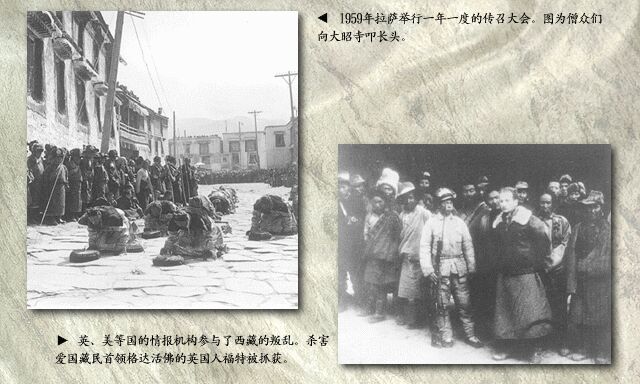 ◀ 1959年拉萨举行一年一度的传召大会。图为僧众们
向大昭寺叩长头。
▶ 英、美等国的情报机构参与了西藏的叛乱。杀害
爱国藏民首领格达活佛的英国人福特被抓获。